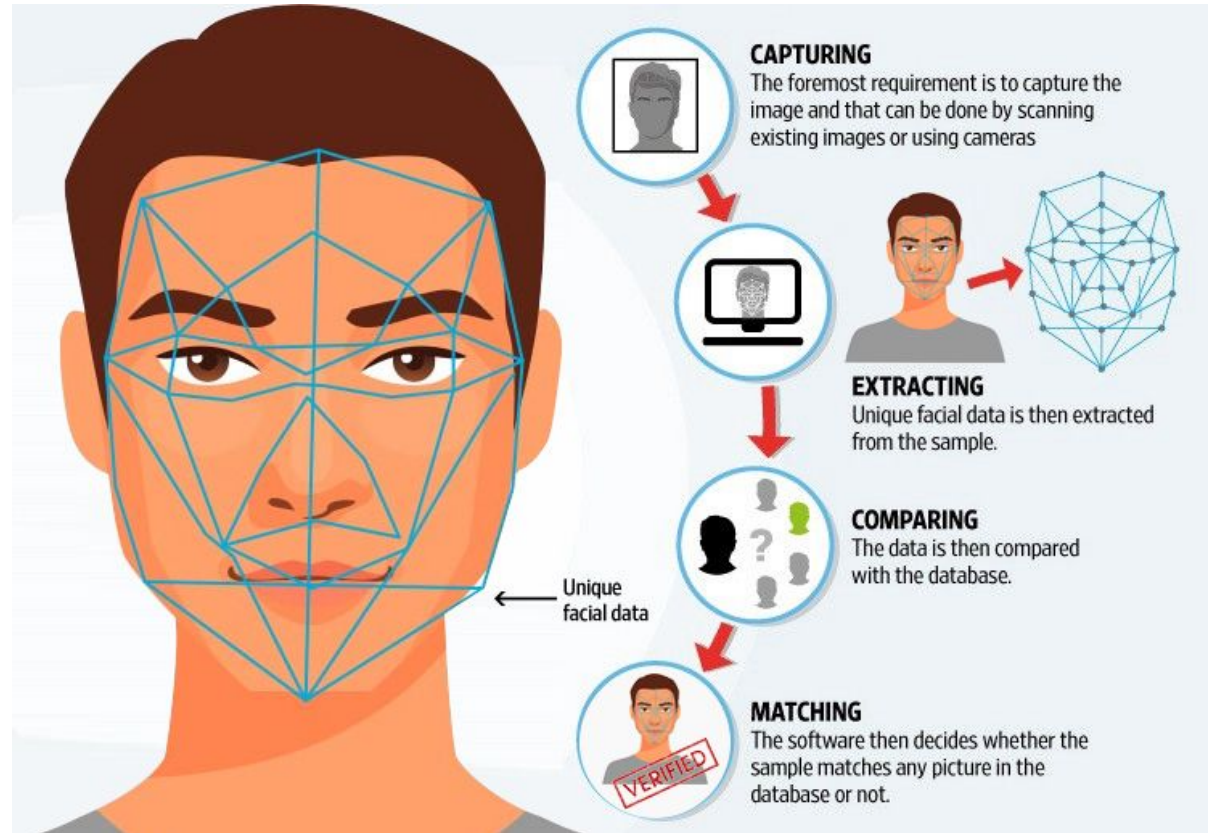 CAPTURING
The foremost requirement is to capture the
image and that can be done by scanning
existing images or using cameras
EXTRACTING
Unique facial data is then extracted
from the sample.
?
COMPARING
The data is then compared
with the database.
Unique
facial data
VERIFIED
MATCHING
The software then decides whether the
sample matches any picture in the
database or not.